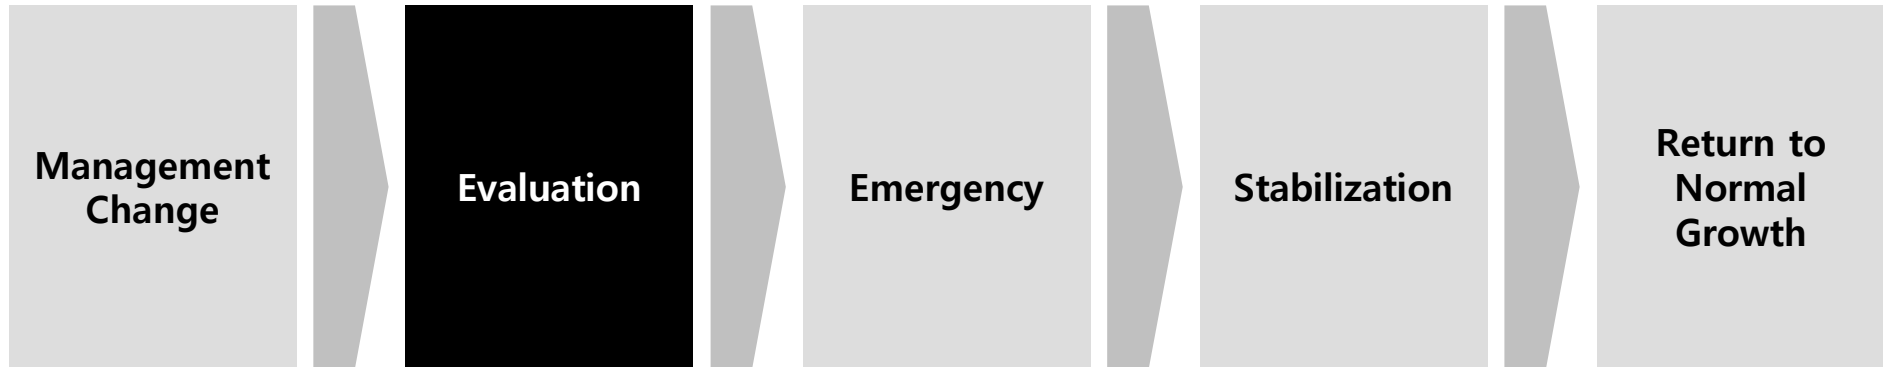 Management
Change
Evaluation
Emergency
Stabilization
Return to
Normal
Growth